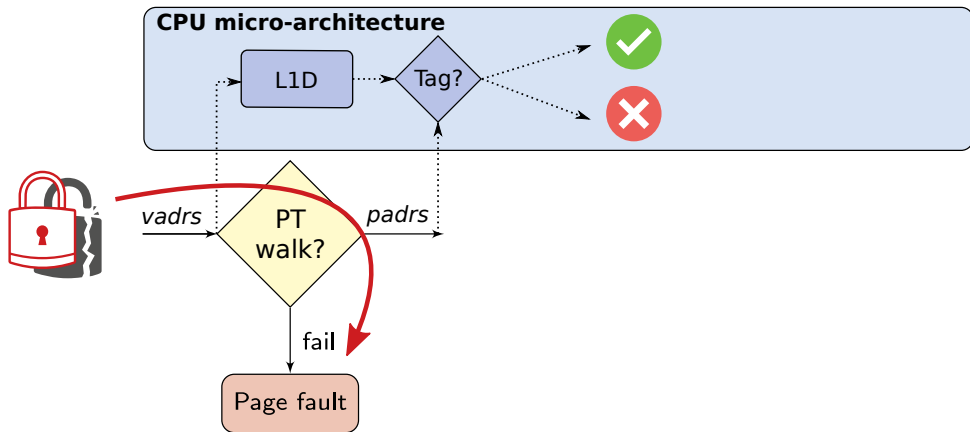 CPU micro-architecture
L1D
Tag?
vadrs
PT
walk?
padrs
fail
Page fault